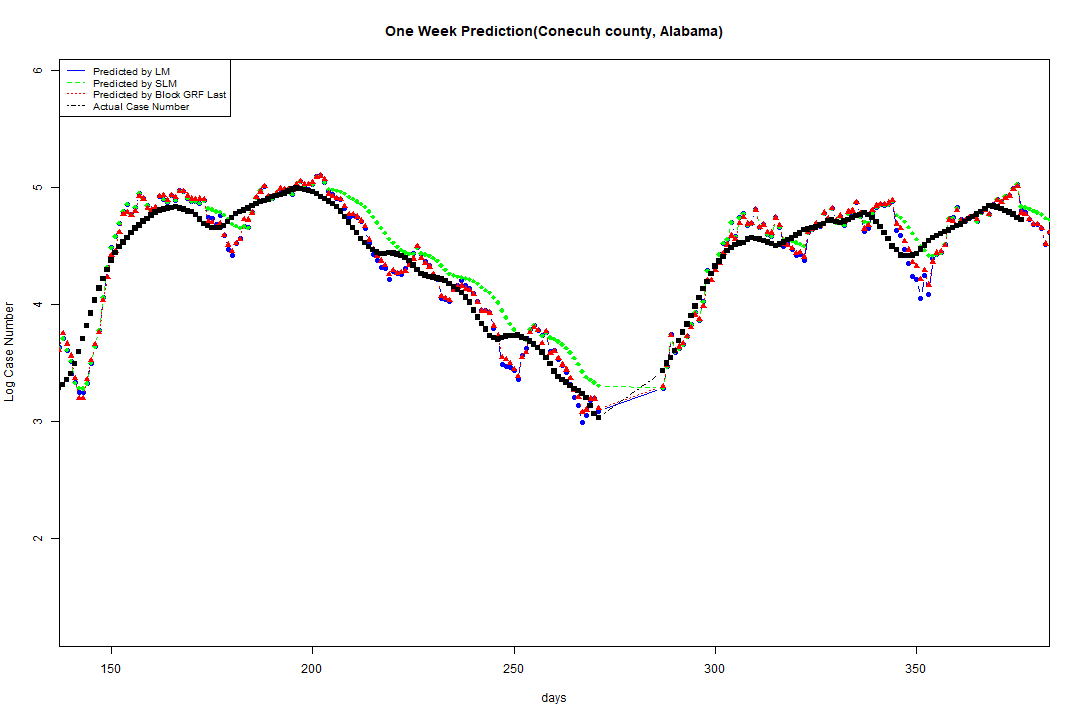 One Week Prediction(Conecuh county, Alabama)
Predicted by LM
Predicted by SLM
Predicted by Block GRF Last
Actual Case Number
Log Case Number
6
5
4
3
2
150 200 250 300 350
days